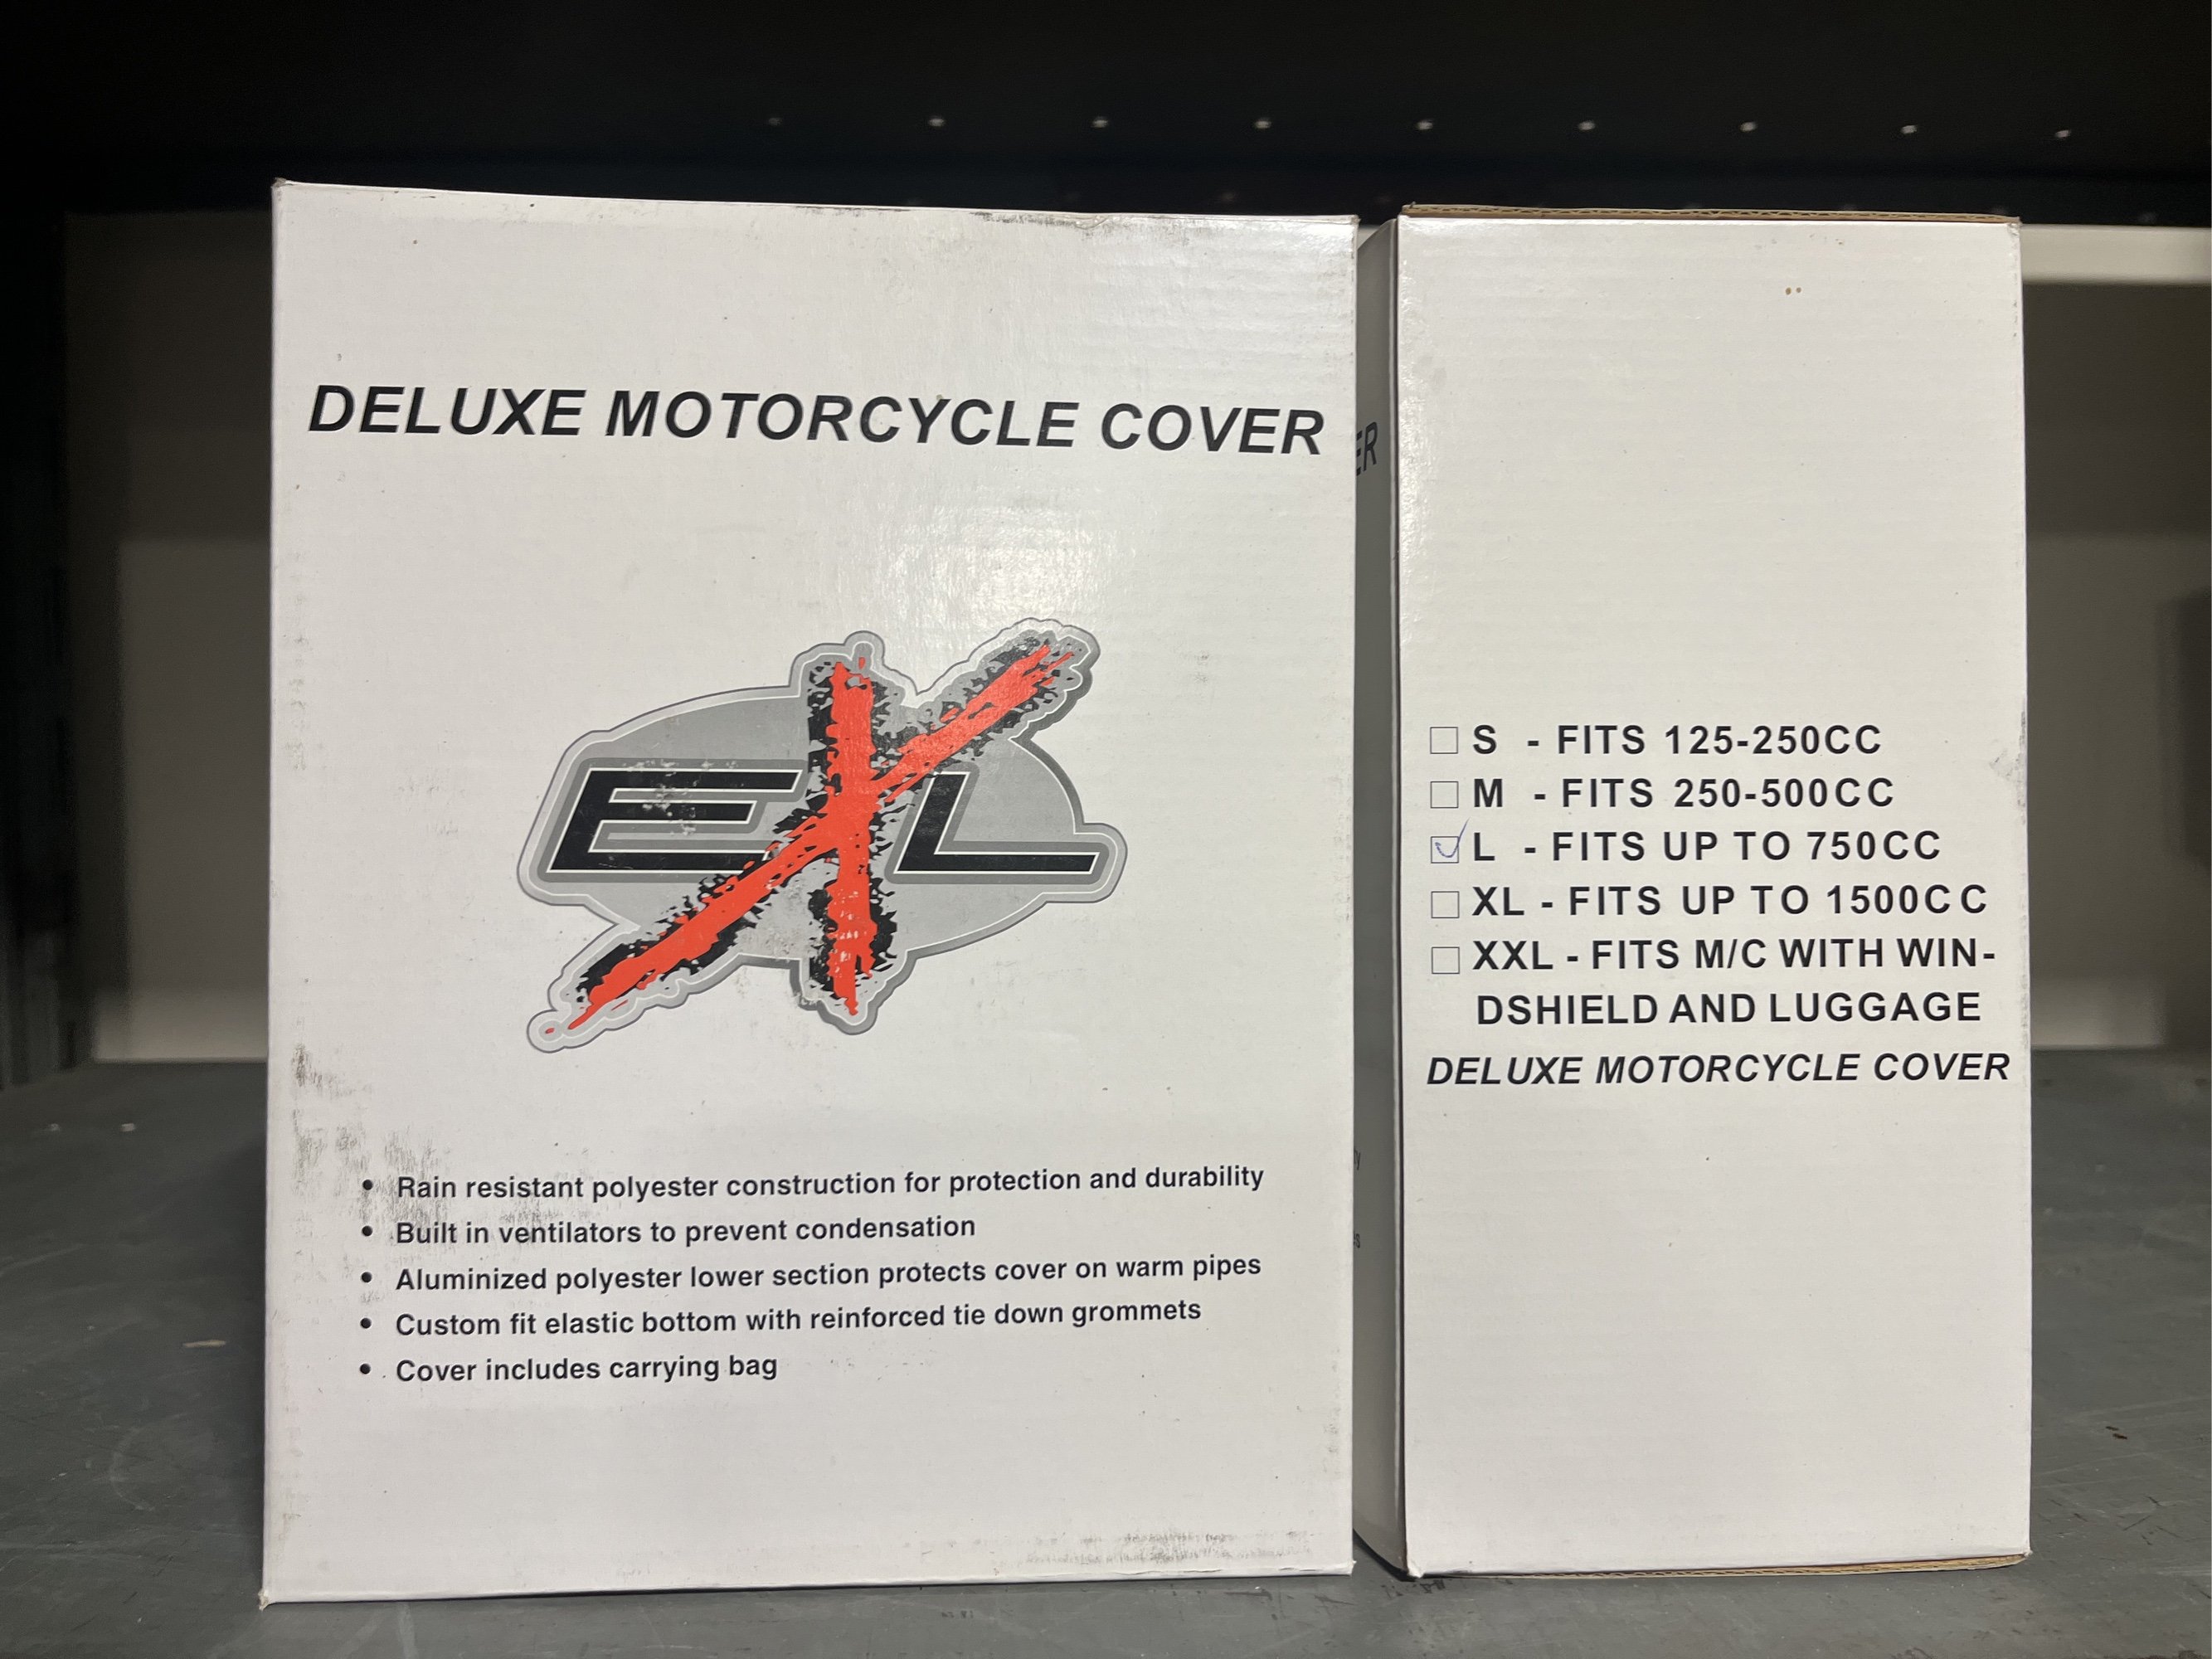 DELUXE MOTORCYCLE COVER
EXL
• Rain resistant polyester construction for protection and durability
• Built in ventilators to prevent condensation
• Aluminized polyester lower section protects cover on warm pipes
• Custom fit elastic bottom with reinforced tie down grommets
• Cover includes carrying bag
ER
S - FITS 125-250CC
M - FITS 250-500CC
L - FITS UP TO 750CC
XL - FITS UP TO 1500CC
XXL - FITS M/C WITH WIN-
DSHIELD AND LUGGAGE
DELUXE MOTORCYCLE COVER